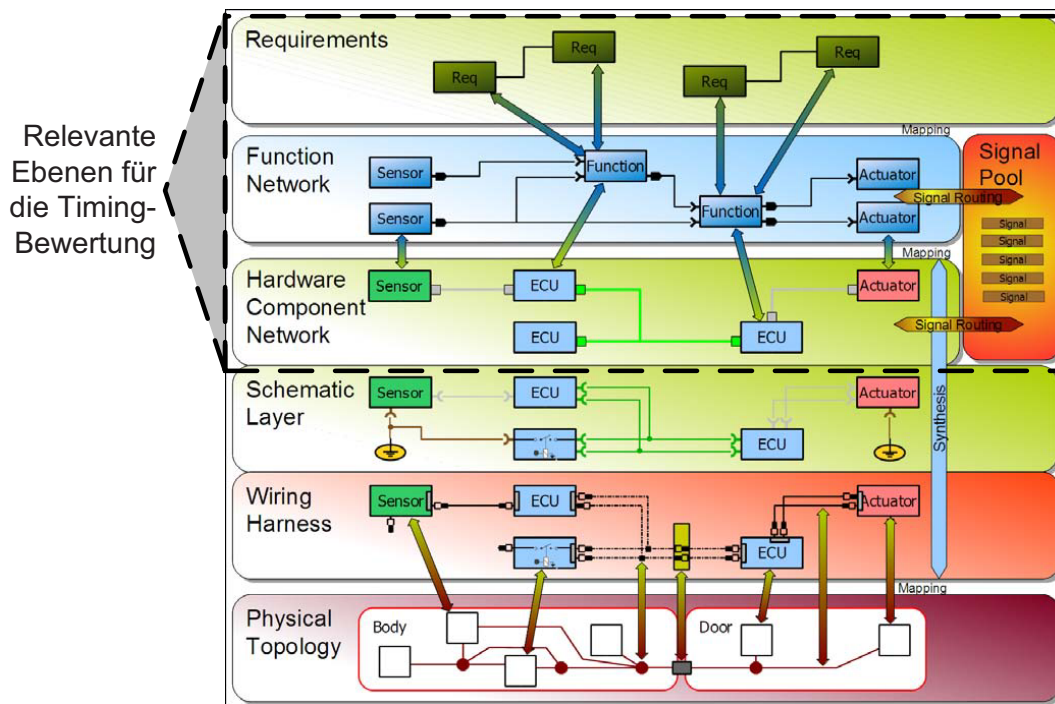 Relevante
Ebenen für
die Timing-
Bewertung
Requirements
Req
Req
Req
Req
Mapping
Function
Network
Sensor
Sensor
Function
Function
Actuator
Actuator
Signal Routing
Signal
Pool
Signal
Signal
Signal
Signal
Signal
Mapping
Hardware
Component
Network
Sensor
ECU
ECU
ECU
Actuator
Signal Routing
Synthesis
Schematic
Layer
Sensor
ECU
ECU
Actuator
Wiring
Harness
Sensor
ECU
ECU
Actuator
Mapping
Physical
Topology
Body
Door